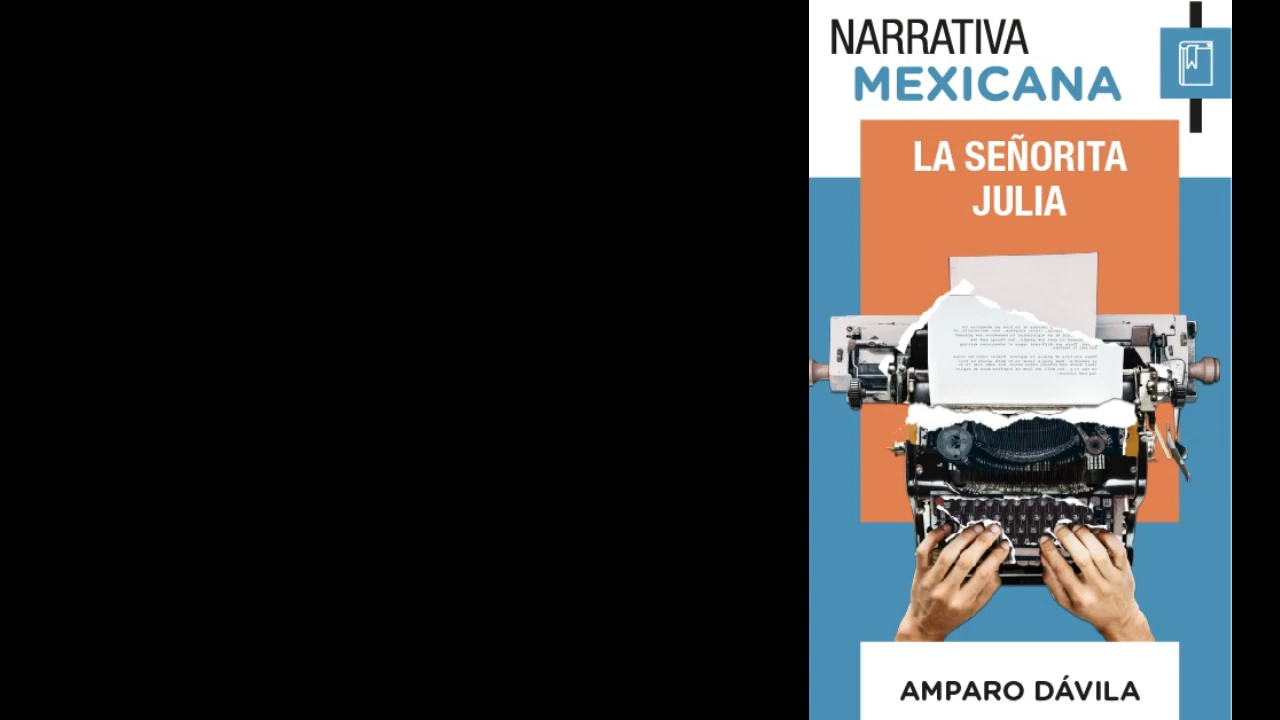 NARRATIVA
MEXICANA
LA SEÑORITA
JULIA
AMPARO DÁVILA